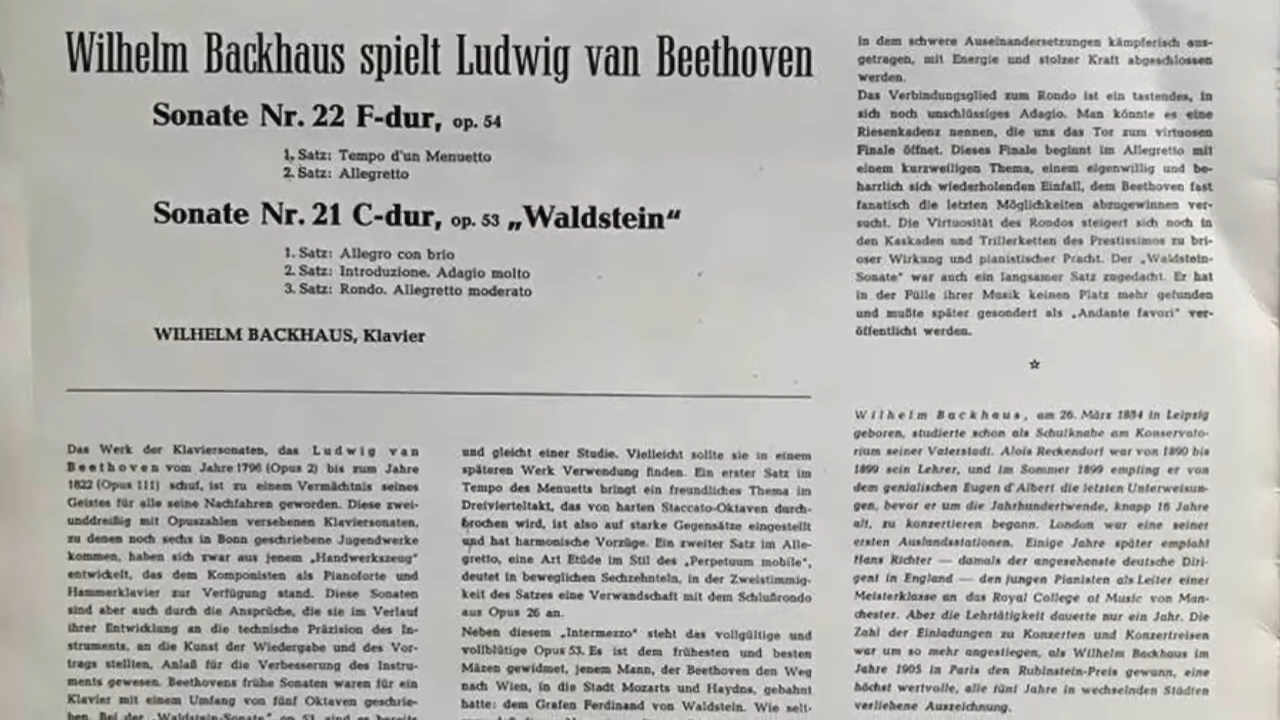 Wilhelm Backhaus spielt Ludwig van Beethoven
Sonate Nr. 22 F-dur, op. 54
1. Satz: Tempo d'un Menuetto
2. Satz: Allegretto
Sonate Nr. 21 C-dur, op. 53 „Waldstein“
1. Satz: Allegro con brio
2. Satz: Introduzione. Adagio molto
3. Satz: Rondo. Allegretto moderato
WILHELM BACKHAUS, Klavier
Das Werk der Klaviersonaten, das Ludwig van
Beethoven vom Jahre 1796 (Opus 2) bis zum Jahre
1822 (Opus 111) schuf, ist zu einem Vermächtnis seines
Geistes für alle seine Nachfahren geworden. Diese zwei-
unddreißig mit Opuszahlen versebenen Klaviersonaten,
zu denen noch sechs in Bonn geschriebene Jugendwerke
kommen, haben sich zwar aus jenem „Handwerkszeug“
entwickelt, das dem Komponisten als Pianoforte und
Hammerklavier zur Verfügung stand. Diese Sonaten
sind aber auch durch die Ansprüche, die sie im Verlauf
ihrer Entwicklung an die technische Präzision des In-
struments, an die Kunst der Wiedergabe und des Vor-
trags stellten, Anlaß für die Verbesserung des Instru-
ments gewesen. Beethovens frühe Sonaten waren für ein
Klavier mit einem Umfang von fünf Oktaven geschrie-
ben. Bei der „Waldstein-Sonate“ op. 53 sind es bereits
und gleicht einer Studie. Vielleicht sollte sie in einem
späteren Werk Verwendung finden. Ein erster Satz im
Tempo des Menuetts bringt ein freundliches Thema im
Dreivierteltakt, das von harten Staccato-Oktaven durch-
brochen wird, ist also auf starke Gegensätze eingestellt
und hat harmonische Vorzüge. Ein zweiter Satz im Alle-
gretto, eine Art Etüde im Stil des „Perpetuum mobile“,
deutet in beweglichen Sechzehnteln, in der Zweistimmig-
keit des Satzes eine Verwandschaft mit dem Schlußrondo
aus Opus 26 an.
Neben diesem „Intermezzo“ steht das vollgültige und
vollblütige Opus 53. Es ist dem frühesten und besten
Mäzen gewidmet, jenem Mann, der Beethoven den Weg
nach Wien, in die Stadt Mozarts und Haydns, gebahnt
hatte: dem Grafen Ferdinand von Waldstein. Wie selt-
in dem schwere Auseinandersetzungen kämpferisch aus-
getragen, mit Energie und stolzer Kraft abgeschlossen
werden.
Das Verbindungsglied zum Rondo ist ein tastendes, in
sich noch unschlüssiges Adagio. Man könnte es eine
Riesenkadenz nennen, die uns das Tor zum virtuosen
Finale öffnet. Dieses Finale beginnt im Allegretto mit
einem kurzweiligen Thema, einem eigenwillig und be-
harrlich sich wiederholenden Einfall, dem Beethoven fast
fanatisch die letzten Möglichkeiten abzugewinnen ver-
sucht. Die Virtuosität des Rondos steigert sich noch in
den Kaskaden und Trillerketten des Prestissimos zu bri-
oser Wirkung und pianistischer Pracht. Der „Waldstein-
Sonate“ war auch ein langsamer Satz zugedacht. Er hat
in der Fülle ihrer Musik keinen Platz mehr gefunden
und mußte später gesondert als „Andante favori“ ver-
öffentlicht werden.
Wilhelm Backhaus, am 26. März 1884 in Leipzig
geboren, studierte schon als Schulknabe am Konservato-
rium seiner Vaterstadt. Alois Reckendorf war von 1890 bis
1899 sein Lehrer, und im Sommer 1899 empfing er von
dem genialischen Eugen d'Albert die letzten Unterweisun-
gen, bevor er um die Jahrhundertwende, knapp 16 Jahre
alt, zu konzertieren begann. London war eine seiner
ersten Auslandsstationen. Einige Jahre später empfahl
Hans Richter — damals der angesehenste deutsche Diri-
gent in England — den jungen Pianisten als Leiter einer
Meisterklasse an das Royal College of Music von Man-
chester. Aber die Lehrtätigkeit dauerte nur ein Jahr. Die
Zahl der Einladungen zu Konzerten und Konzertreisen
war um so mehr angestiegen, als Wilhelm Backhaus im
Jahre 1905 in Paris den Rubinstein-Preis gewann, eine
höchst wertvolle, alle fünf Jahre in wechselnden Städten
verliehene Auszeichnung.